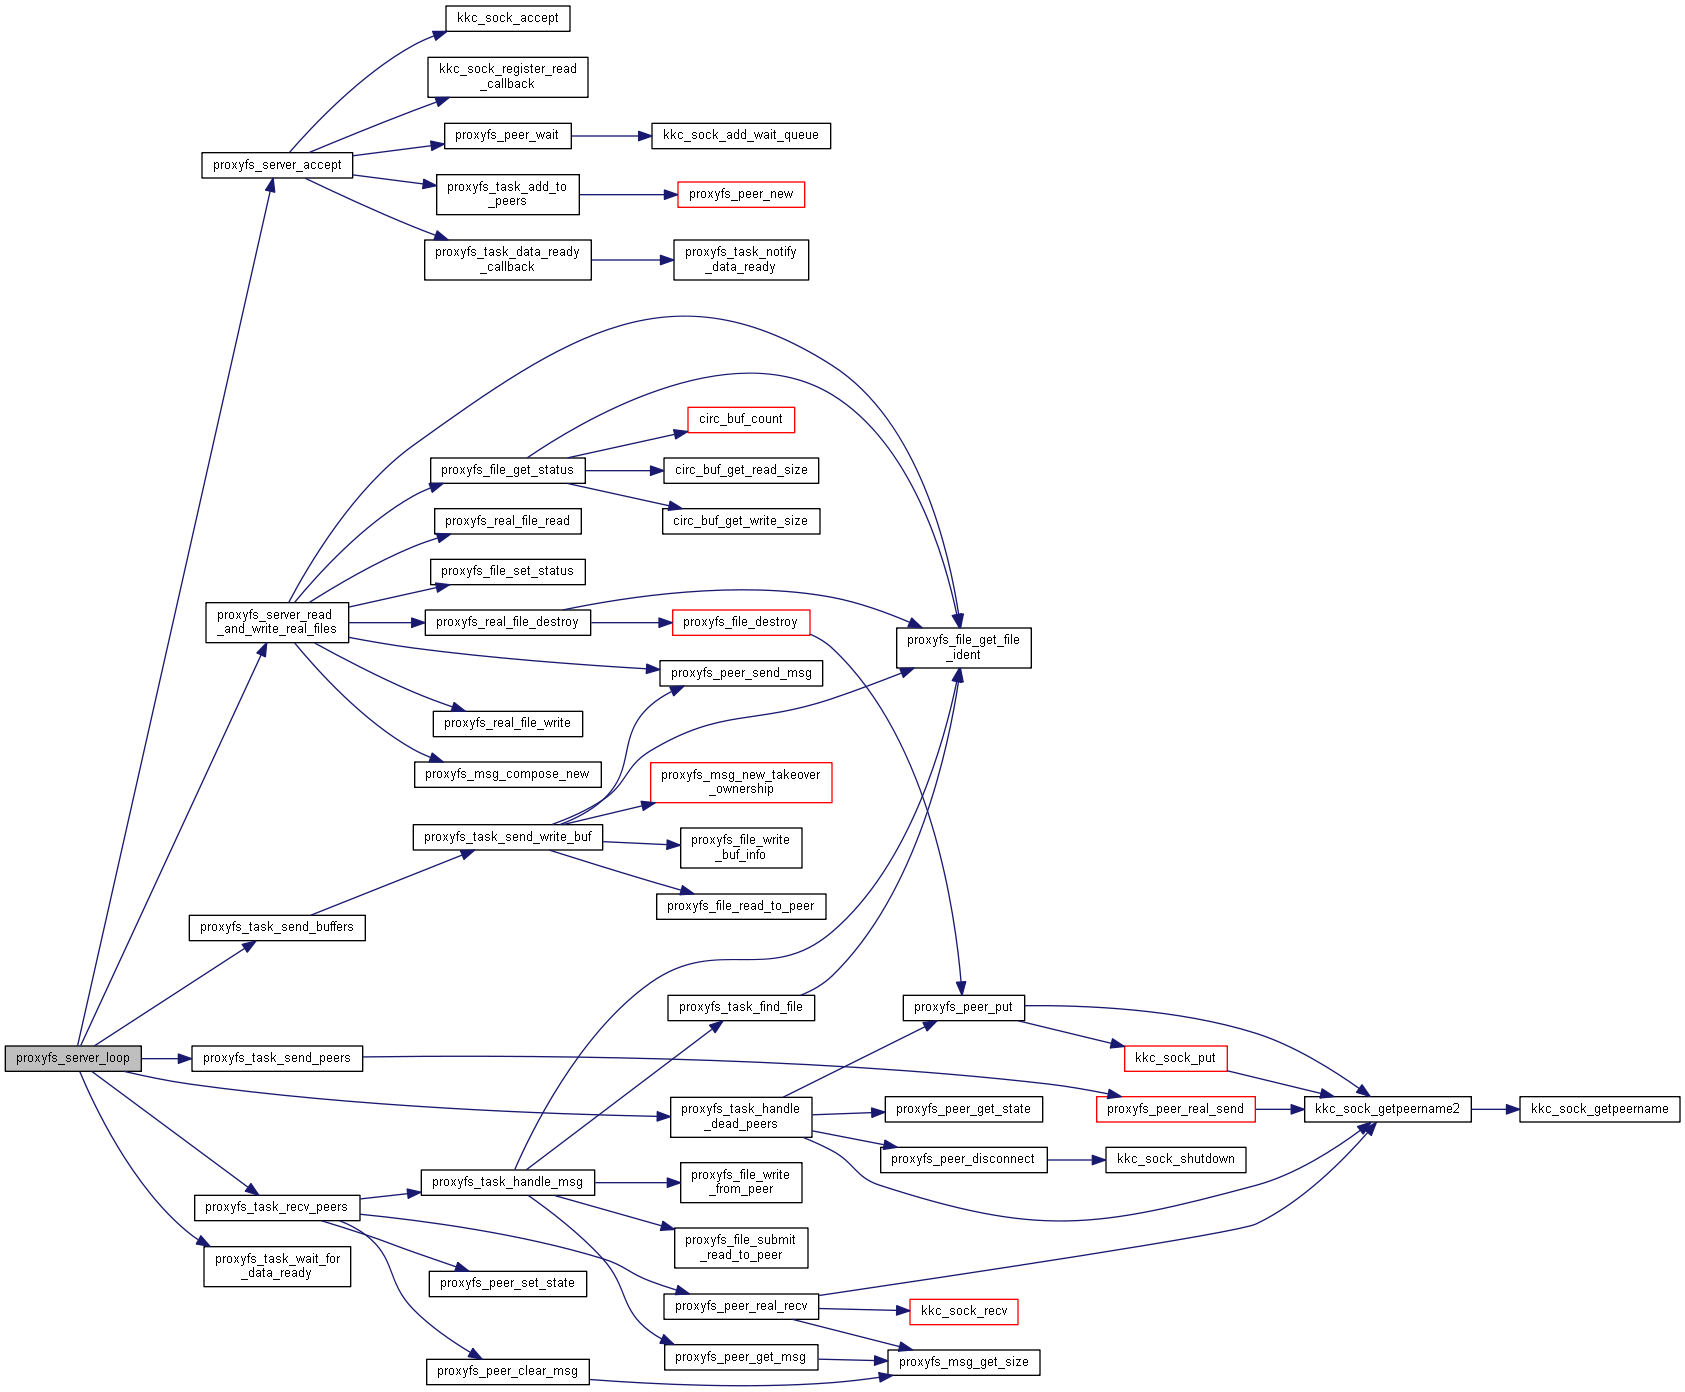 kkc_sock_accept
kkc_sock_register_read
_callback
proxyfs_peer_wait
kkc_sock_add_wait_queue
proxyfs_server_accept
proxyfs_task_add_to
_peers
proxyfs_peer_new
proxyfs_task_data_ready
_callback
proxyfs_task_notify
_data_ready
circ_buf_count
proxyfs_file_get_status
circ_buf_get_read_size
proxyfs_real_file_read
circ_buf_get_write_size
proxyfs_file_set_status
proxyfs_server_read
_and_write_real_files
proxyfs_real_file_destroy
proxyfs_file_destroy
proxyfs_file_get_file
_ident
proxyfs_peer_send_msg
proxyfs_real_file_write
proxyfs_msg_compose_new
proxyfs_msg_new_takeover
_ownership
proxyfs_task_send_write_buf
proxyfs_file_write
_buf_info
proxyfs_file_read_to_peer
proxyfs_task_send_buffers
proxyfs_task_find_file
proxyfs_peer_put
proxyfs_server_loop
proxyfs_task_send_peers
kkc_sock_put
proxyfs_task_handle
_dead_peers
proxyfs_peer_get_state
proxyfs_peer_real_send
kkc_sock_getpeername2
kkc_sock_getpeername
proxyfs_peer_disconnect
kkc_sock_shutdown
proxyfs_task_handle_msg
proxyfs_file_write
_from_peer
proxyfs_task_recv_peers
proxyfs_file_submit
_read_to_peer
proxyfs_task_wait_for
_data_ready
proxyfs_peer_set_state
proxyfs_peer_real_recv
kkc_sock_recv
proxyfs_peer_get_msg
proxyfs_msg_get_size
proxyfs_peer_clear_msg